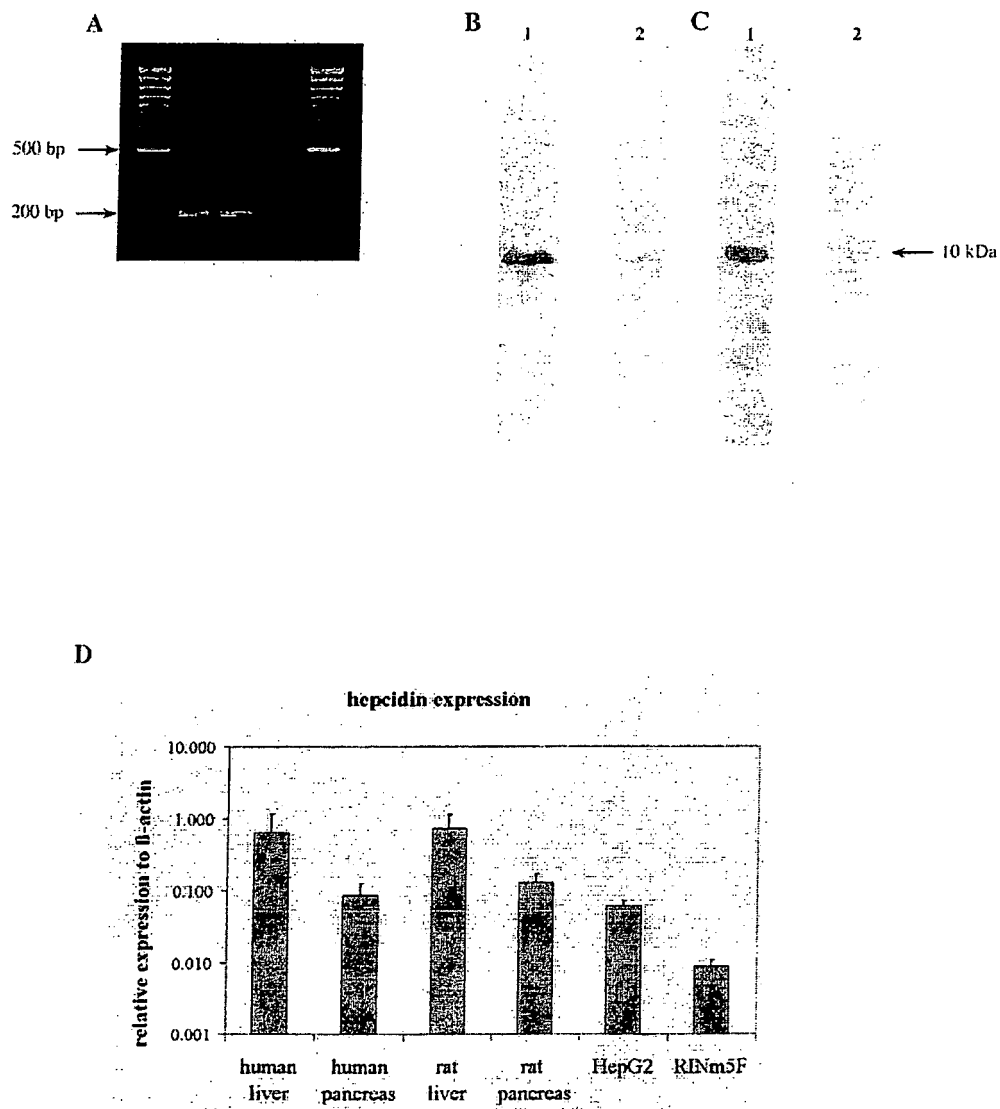 A
B
C
1
2
1
2
500 bp
200 bp
10 kDa
D
hepcidin expression
relative expression to ß-actin
10.000
1.000
0.100
0.010
0.001
human liver
human pancreas
rat liver
rat pancreas
HepG2
RINm5F